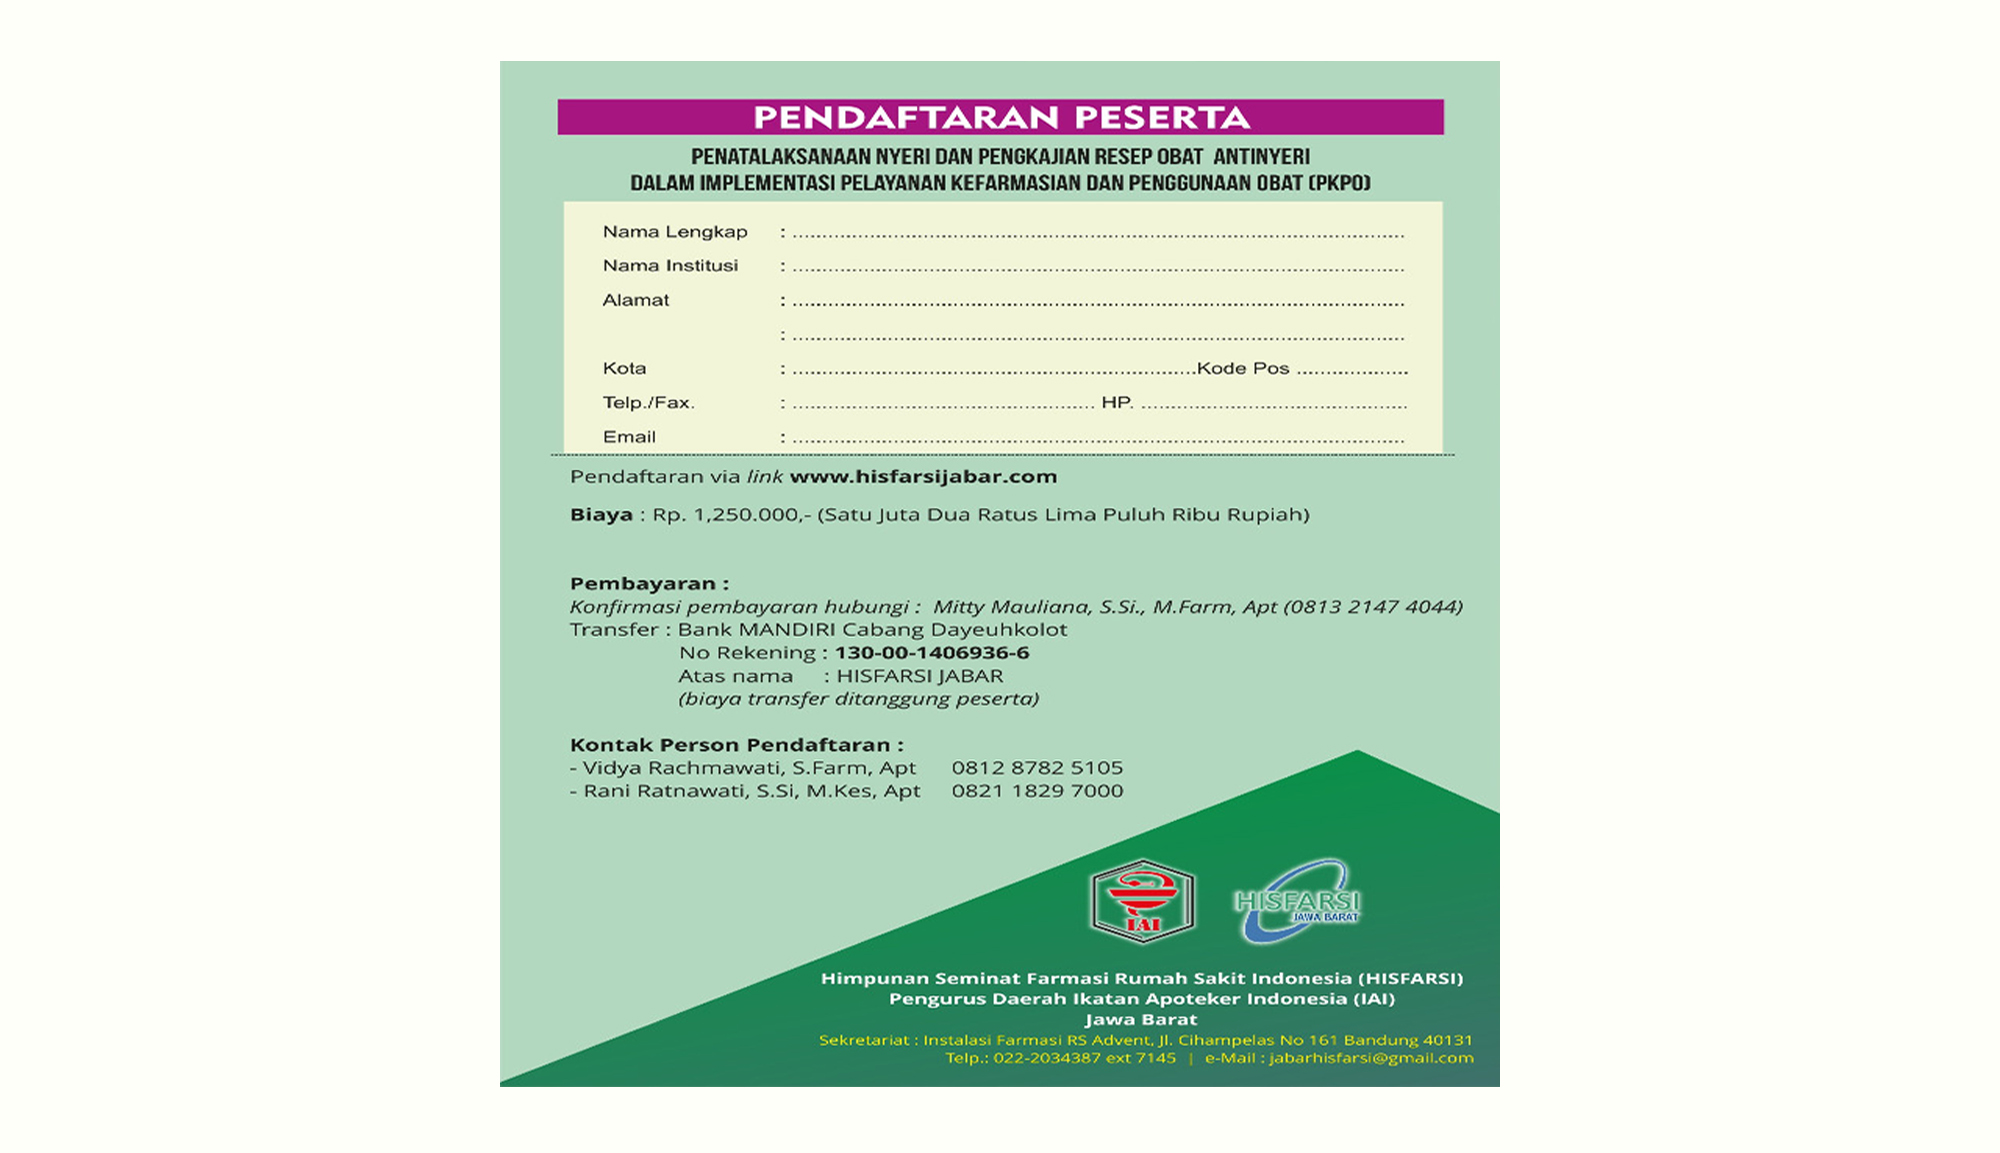 PENDAFTARAN PESERTA
PENATALAKSANAAN NYERI DAN PENGKAJIAN RESEP OBAT ANTINYERI
DALAM IMPLEMENTASI PELAYANAN KEFARMASIAN DAN PENGGUNAAN OBAT (PKPO)
Nama Lengkap : ..........................................................................................
Nama Institusi : ..........................................................................................
Alamat : ..........................................................................................
: ..........................................................................................
Kota : ............................................................Kode Pos ...................
Telp./Fax. : .................................................. HP. ........................................
Email : ..........................................................................................
Pendaftaran via link www.hisfarsijabar.com
Biaya : Rp. 1,250.000,- (Satu Juta Dua Ratus Lima Puluh Ribu Rupiah)
Pembayaran :
Konfirmasi pembayaran hubungi : Mitty Mauliana, S.Si., M.Farm, Apt (0813 2147 4044)
Transfer : Bank MANDIRI Cabang Dayeuhkolot
No Rekening : 130-00-1406936-6
Atas nama : HISFARSI JABAR
(biaya transfer ditanggung peserta)
Kontak Person Pendaftaran :
- Vidya Rachmawati, S.Farm, Apt 0812 8782 5105
- Rani Ratnawati, S.Si, M.Kes, Apt 0821 1829 7000
IAI
HISFARSI
JAWA BARAT
Himpunan Seminat Farmasi Rumah Sakit Indonesia (HISFARSI)
Pengurus Daerah Ikatan Apoteker Indonesia (IAI)
Jawa Barat
Sekretariat : Instalasi Farmasi RS Advent, Jl. Cihampelas No 161 Bandung 40131
Telp.: 022-2034387 ext 7145 | e-Mail : jabarhisfarsi@gmail.com